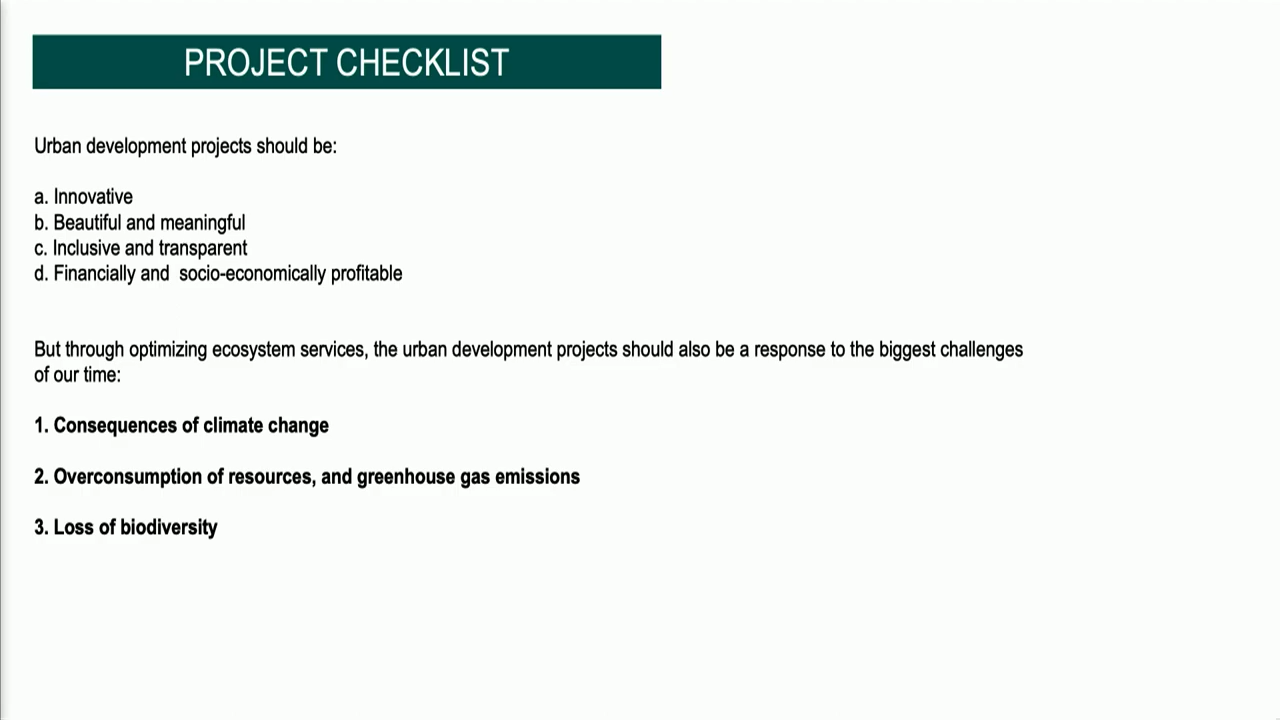 PROJECT CHECKLIST
Urban development projects should be:
a. Innovative
b. Beautiful and meaningful
c. Inclusive and transparent
d. Financially and  socio-economically profitable
But through optimizing ecosystem services, the urban development projects should also be a response to the biggest challenges
of our time:
1. Consequences of climate change
2. Overconsumption of resources, and greenhouse gas emissions
3. Loss of biodiversity